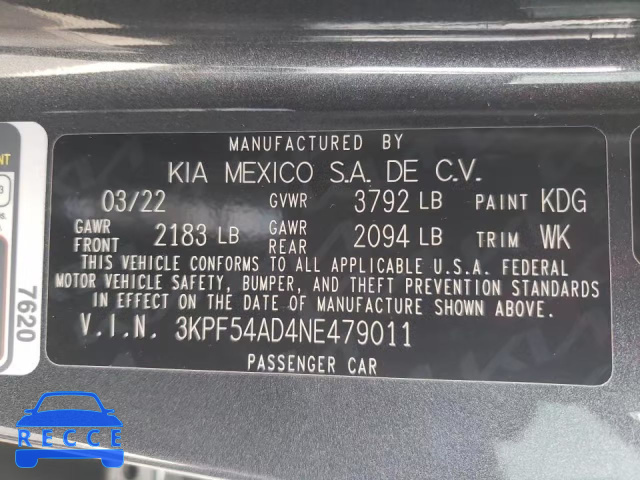 MANUFACTURED BY
KIA MEXICO S.A. DE C.V.
03/22 GVWR 3792 LB PAINT KDG
GAWR FRONT 2183 LB GAWR REAR 2094 LB TRIM WK
THIS VEHICLE CONFORMS TO ALL APPLICABLE U.S.A. FEDERAL
MOTOR VEHICLE SAFETY, BUMPER, AND THEFT PREVENTION STANDARDS
IN EFFECT ON THE DATE OF MANUFACTURE SHOWN ABOVE.
V.I.N. 3KPF54AD4NE479011
PASSENGER CAR
7620
RECCE